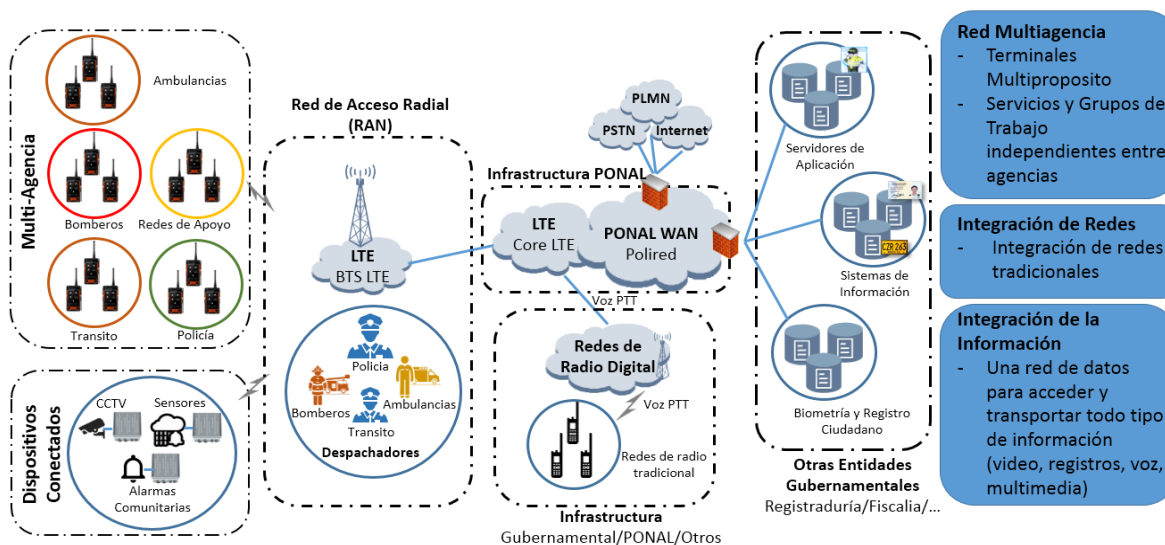 Multi-Agencia
Ambulancias
Bomberos
Redes de Apoyo
Transito
Policía
Dispositivos
Conectados
CCTV
Sensores
Alarmas
Comunitarias
Red de Acceso Radial
(RAN)
LTE
BTS LTE
Policia
Bomberos
Ambulancias
Transito
Despachadores
PLMN
PSTN
Internet
Infrastructura PONAL
LTE
Core LTE
PONAL WAN
Polired
Voz PTT
Redes de
Radio Digital
Voz PTT
Redes de radio
tradicional
Infrastructura
Gubernamental/PONAL/Otros
Servidores de
Aplicación
CZR 263
Sistemas de
Información
Biometría y Registro
Ciudadano
Otras Entidades
Gubernamentales
Registraduría/Fiscalia/...
Red Multiagencia
- Terminales
Multiproposito
- Servicios y Grupos de
Trabajo
independientes entre
agencias
Integración de Redes
- Integración de redes
tradicionales
Integración de la
Información
- Una red de datos
para acceder y
transportar todo tipo
de información
(video, registros, voz,
multimedia)